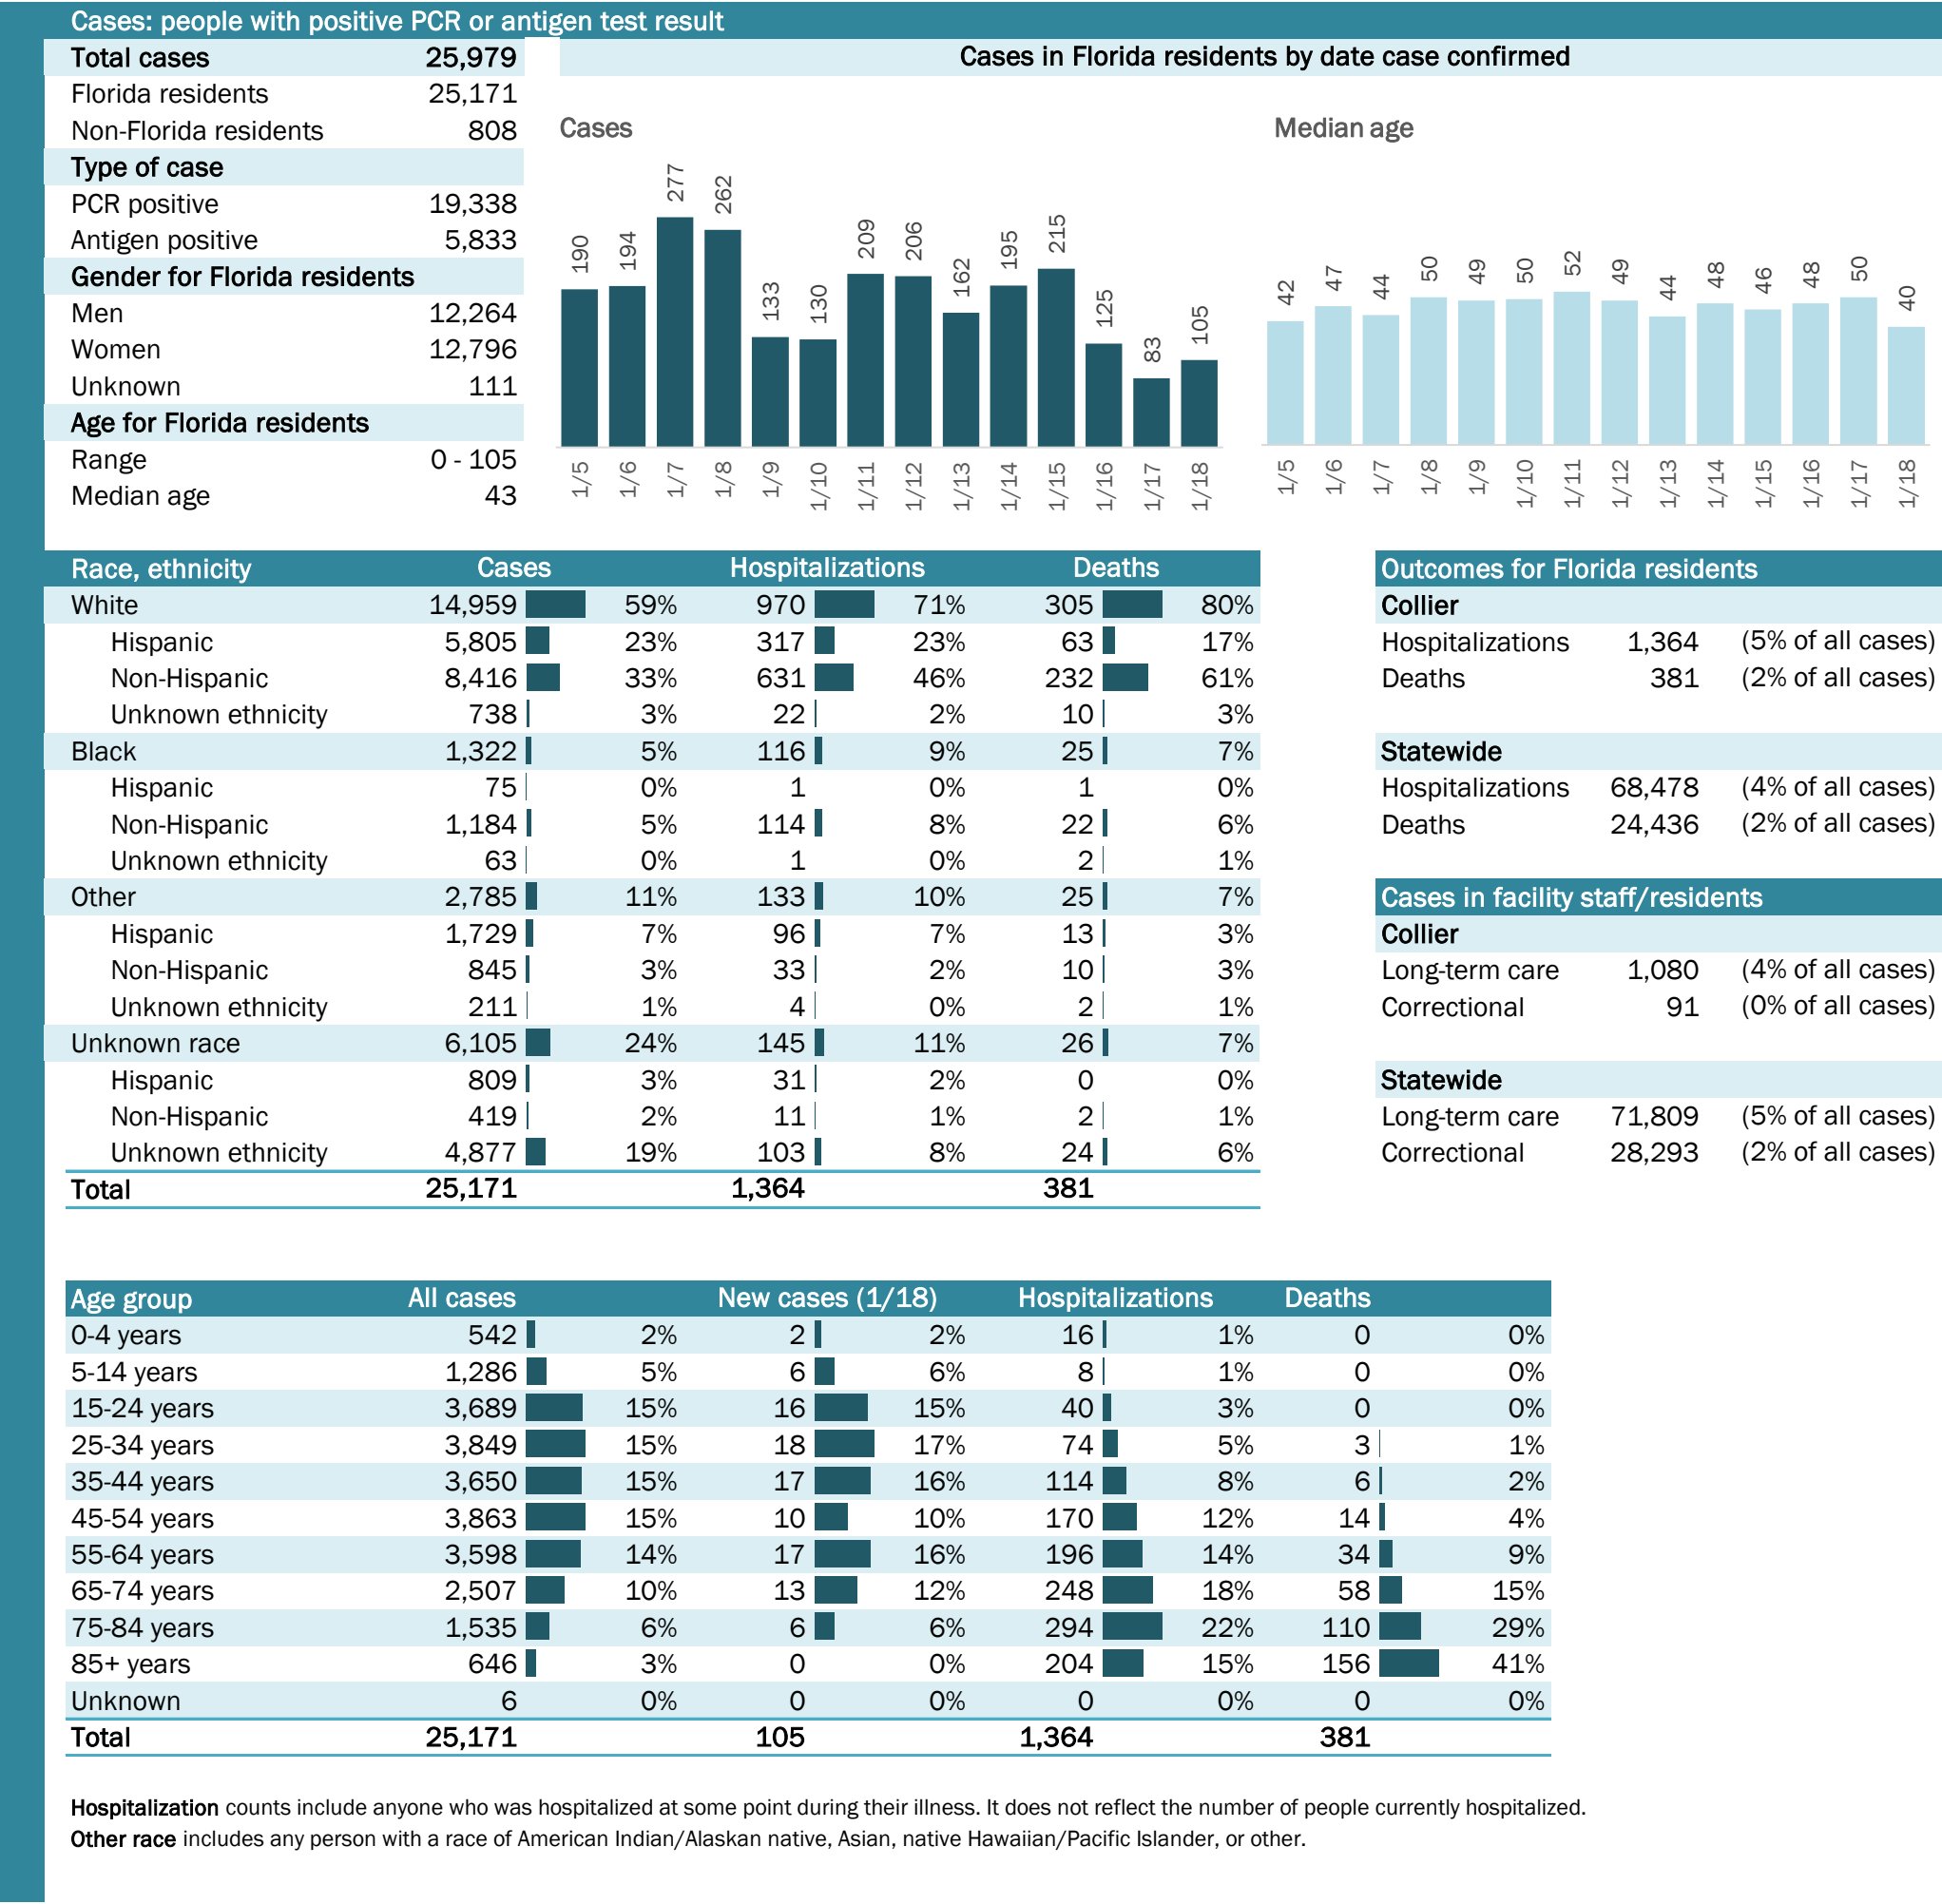 Cases: people with positive PCR or antigen test result
Total cases 25,979
Florida residents 25,171
Non-Florida residents 808
Type of case
PCR positive 19,338
Antigen positive 5,833
Gender for Florida residents
Men 12,264
Women 12,796
Unknown 111
Age for Florida residents
Range 0 - 105
Median age 43
Cases in Florida residents by date case confirmed
Cases
190 194 277 262 133 130 209 206 162 195 215 125 83 105
1/5 1/6 1/7 1/8 1/9 1/10 1/11 1/12 1/13 1/14 1/15 1/16 1/17 1/18
Median age
42 47 44 50 49 50 52 49 44 48 46 48 50 40
1/5 1/6 1/7 1/8 1/9 1/10 1/11 1/12 1/13 1/14 1/15 1/16 1/17 1/18
Race, ethnicity Cases Hospitalizations Deaths
White 14,959 59% 970 71% 305 80%
Hispanic 5,805 23% 317 23% 63 17%
Non-Hispanic 8,416 33% 631 46% 232 61%
Unknown ethnicity 738 3% 22 2% 10 3%
Black 1,322 5% 116 9% 25 7%
Hispanic 75 0% 1 0% 1 0%
Non-Hispanic 1,184 5% 114 8% 22 6%
Unknown ethnicity 63 0% 1 0% 2 1%
Other 2,785 11% 133 10% 25 7%
Hispanic 1,729 7% 96 7% 13 3%
Non-Hispanic 845 3% 33 2% 10 3%
Unknown ethnicity 211 1% 4 0% 2 1%
Unknown race 6,105 24% 145 11% 26 7%
Hispanic 809 3% 31 2% 0 0%
Non-Hispanic 419 2% 11 1% 2 1%
Unknown ethnicity 4,877 19% 103 8% 24 6%
Total 25,171 1,364 381
Outcomes for Florida residents
Collier
Hospitalizations 1,364 (5% of all cases)
Deaths 381 (2% of all cases)
Statewide
Hospitalizations 68,478 (4% of all cases)
Deaths 24,436 (2% of all cases)
Cases in facility staff/residents
Collier
Long-term care 1,080 (4% of all cases)
Correctional 91 (0% of all cases)
Statewide
Long-term care 71,809 (5% of all cases)
Correctional 28,293 (2% of all cases)
Age group All cases New cases (1/18) Hospitalizations Deaths
0-4 years 542 2% 2 2% 16 1% 0 0%
5-14 years 1,286 5% 6 6% 8 1% 0 0%
15-24 years 3,689 15% 16 15% 40 3% 0 0%
25-34 years 3,849 15% 18 17% 74 5% 3 1%
35-44 years 3,650 15% 17 16% 114 8% 6 2%
45-54 years 3,863 15% 10 10% 170 12% 14 4%
55-64 years 3,598 14% 17 16% 196 14% 34 9%
65-74 years 2,507 10% 13 12% 248 18% 58 15%
75-84 years 1,535 6% 6 6% 294 22% 110 29%
85+ years 646 3% 0 0% 204 15% 156 41%
Unknown 6 0% 0 0% 0 0% 0 0%
Total 25,171 105 1,364 381
Hospitalization counts include anyone who was hospitalized at some point during their illness. It does not reflect the number of people currently hospitalized.
Other race includes any person with a race of American Indian/Alaskan native, Asian, native Hawaiian/Pacific Islander, or other.